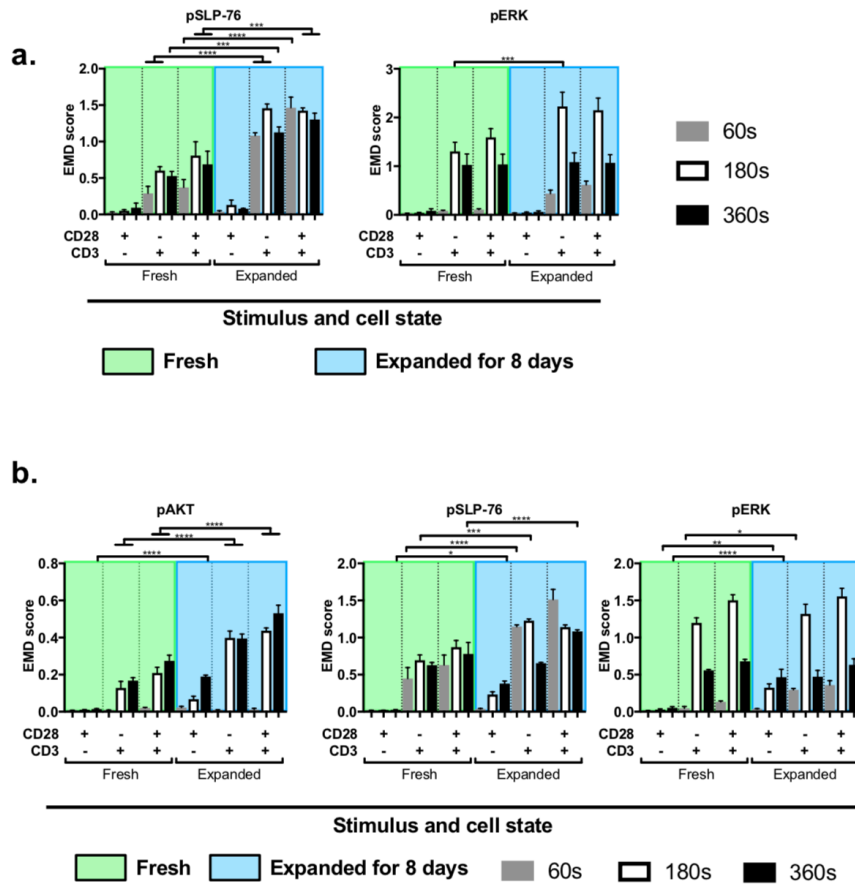 a.
pSLP-76
***
****
***
****
EMD score
2.0
1.5
1.0
0.5
0.0
CD28 + - + + - +
CD3 - + + - + +
Fresh Expanded
pERK
***
EMD score
3
2
1
0
CD28 + - + + - +
CD3 - + + - + +
Fresh Expanded
60s
180s
360s
Stimulus and cell state
Fresh Expanded for 8 days
b.
pAKT
****
****
****
EMD score
0.8
0.6
0.4
0.2
0.0
CD28 + - + + - +
CD3 - + + - + +
Fresh Expanded
pSLP-76
****
***
****
*
EMD score
2.0
1.5
1.0
0.5
0.0
CD28 + - + + - +
CD3 - + + - + +
Fresh Expanded
pERK
*
**
****
EMD score
2.0
1.5
1.0
0.5
0.0
CD28 + - + + - +
CD3 - + + - + +
Fresh Expanded
Stimulus and cell state
Fresh Expanded for 8 days 60s 180s 360s